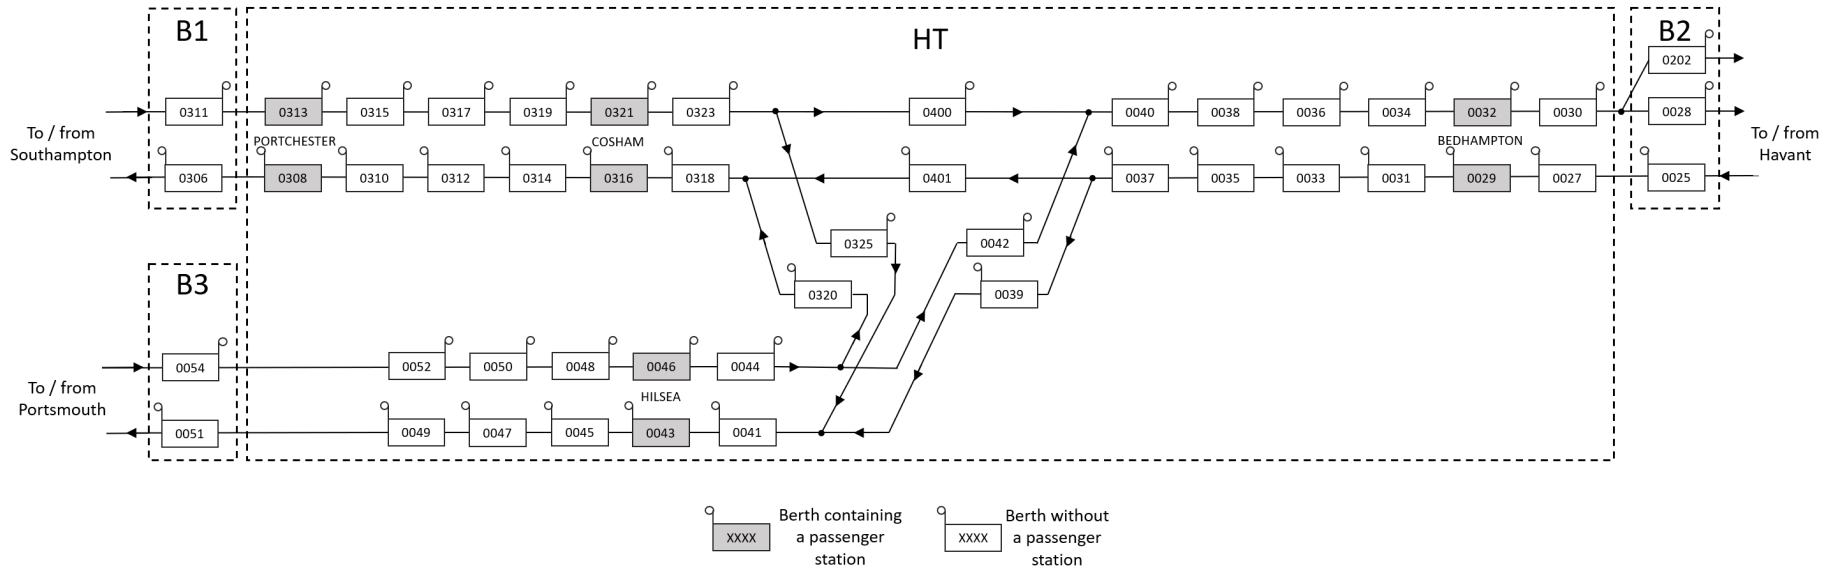 B1
HT
B2
0202
0311
0313
0315
0317
0319
0321
0323
0400
0040
0038
0036
0034
0032
0030
0028
To / from
Southampton
PORTCHESTER
COSHAM
BEDHAMPTON
To / from
Havant
0306
0308
0310
0312
0314
0316
0318
0401
0037
0035
0033
0031
0029
0027
0025
0325
0042
0320
0039
B3
0054
0052
0050
0048
0046
0044
To / from
Portsmouth
HILSEA
0051
0049
0047
0045
0043
0041
XXXX
Berth containing
a passenger
station
XXXX
Berth without
a passenger
station